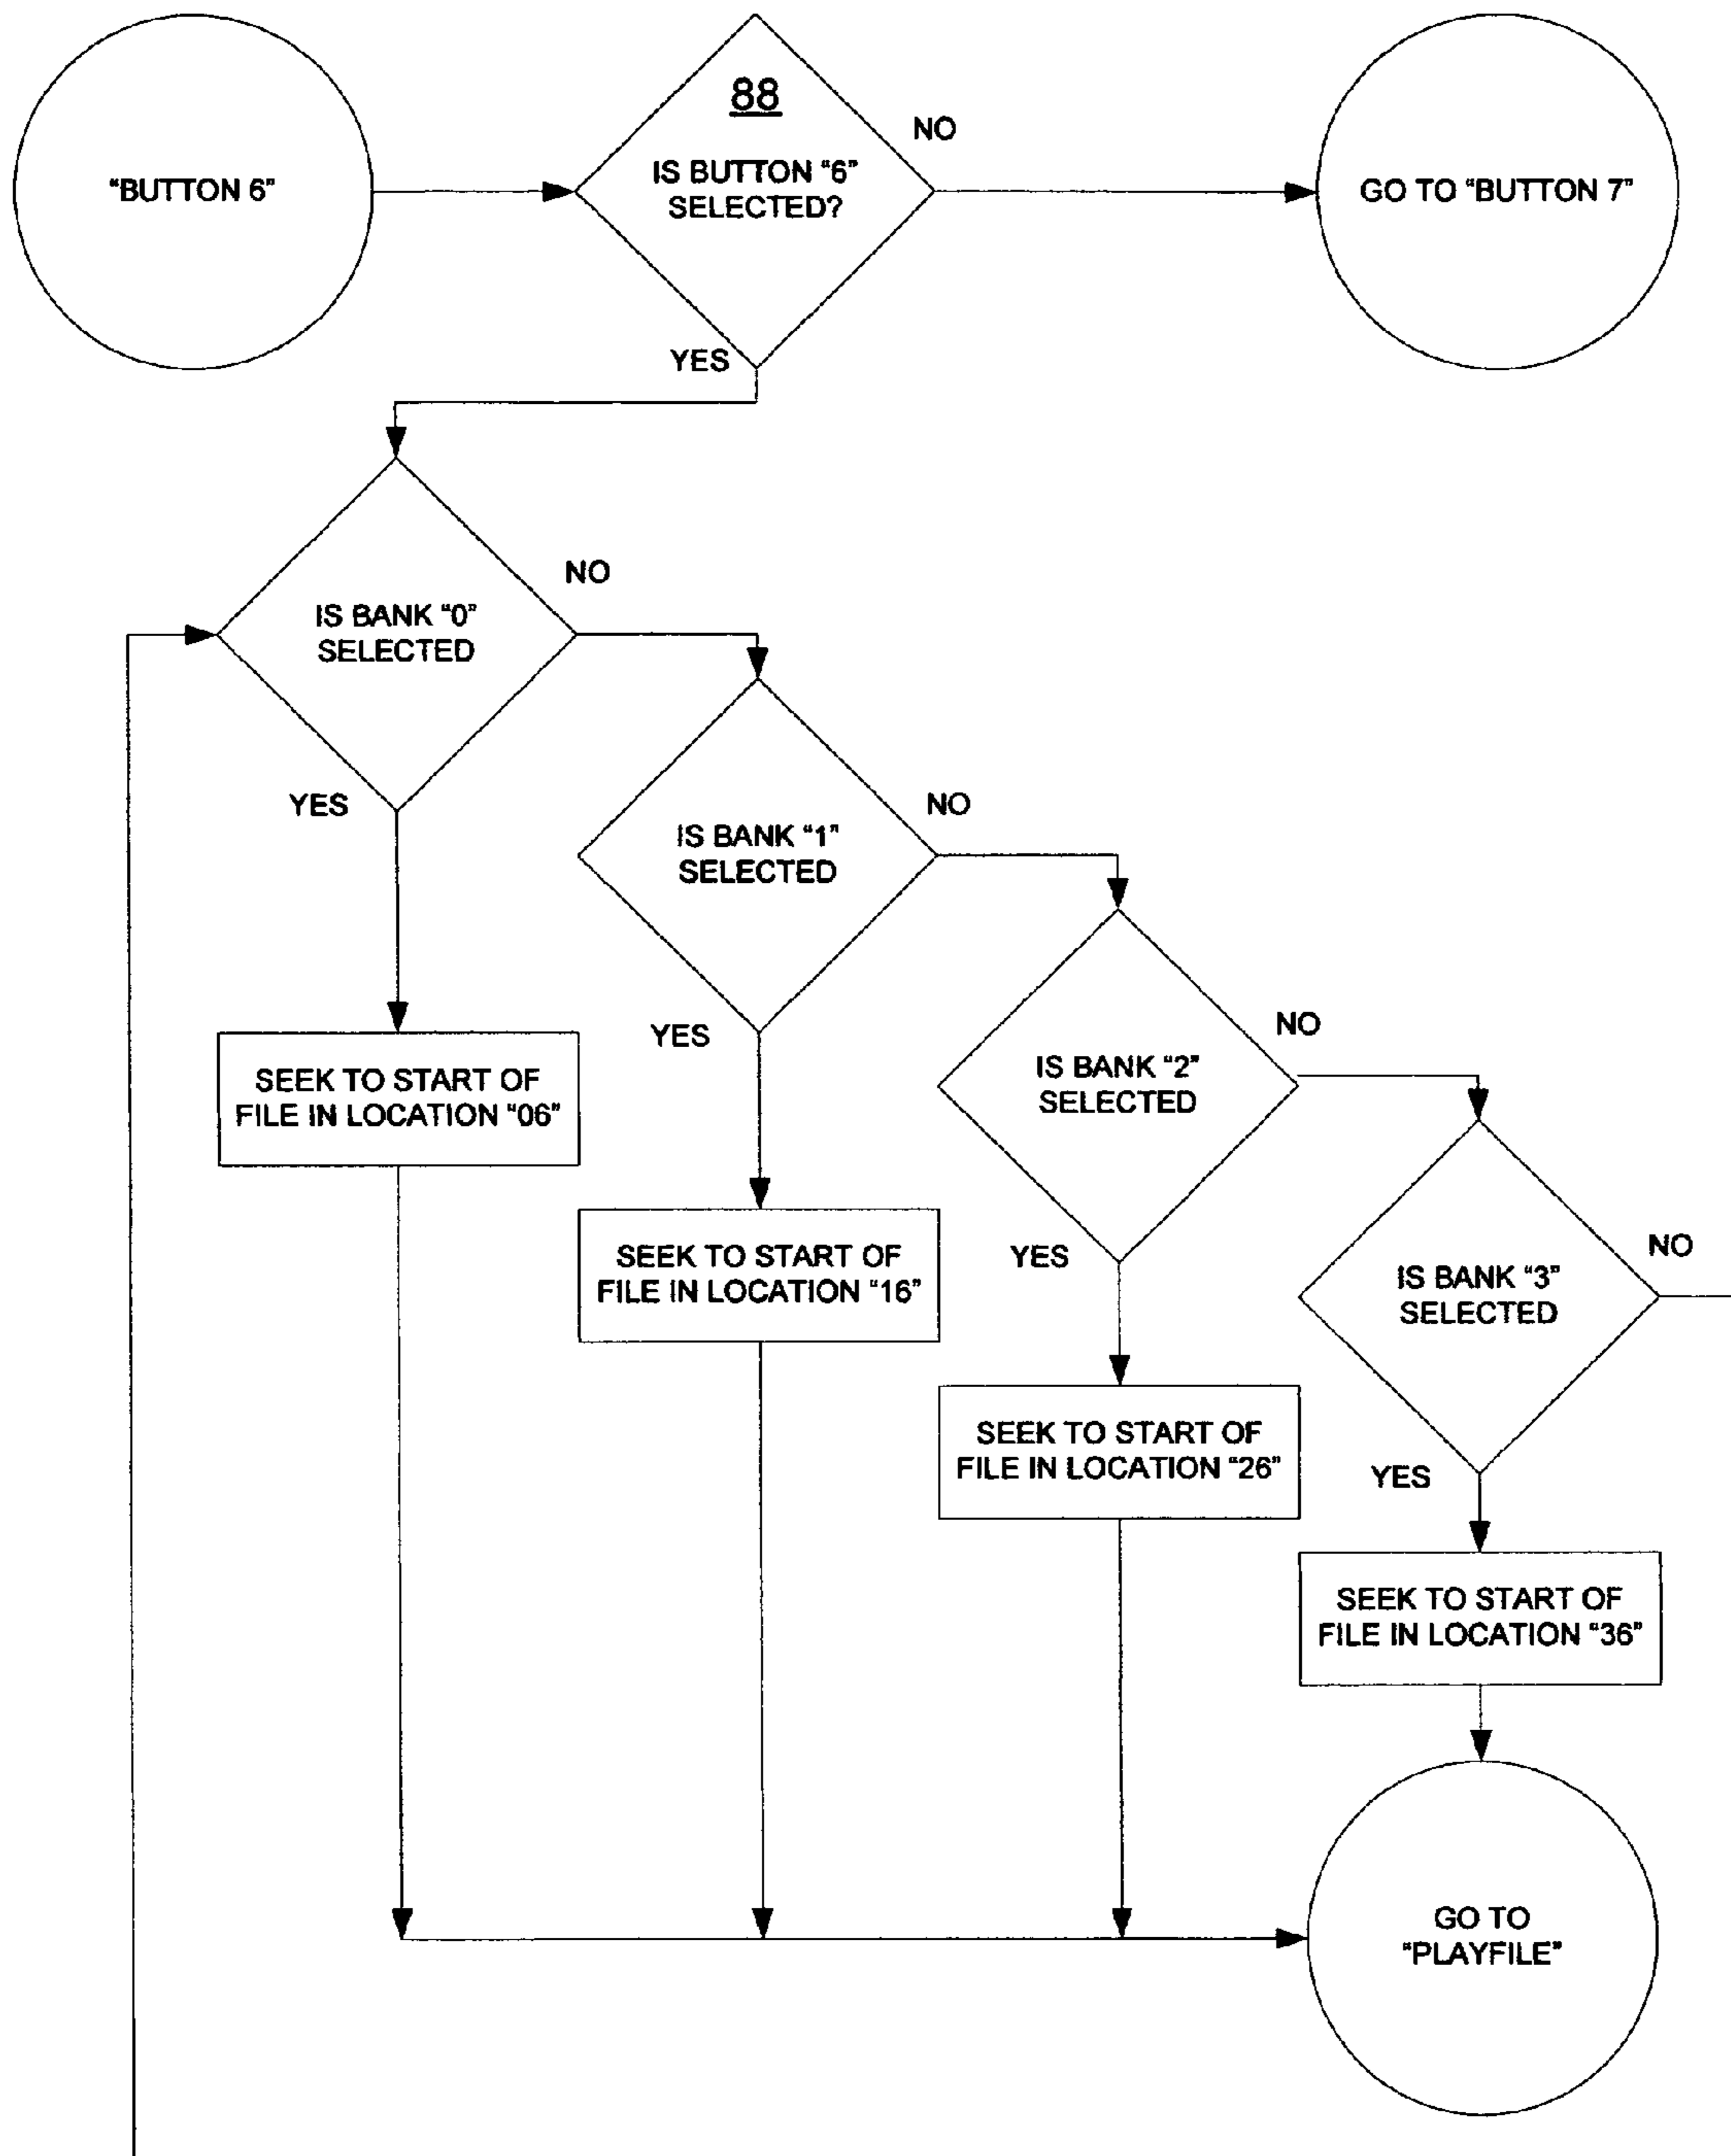 "BUTTON 6"
88
IS BUTTON "6"
SELECTED?
NO
GO TO "BUTTON 7"
YES
IS BANK "0"
SELECTED
NO
YES
IS BANK "1"
SELECTED
NO
YES
SEEK TO START OF
FILE IN LOCATION "06"
IS BANK "2"
SELECTED
NO
YES
SEEK TO START OF
FILE IN LOCATION "16"
IS BANK "3"
SELECTED
NO
YES
SEEK TO START OF
FILE IN LOCATION "26"
SEEK TO START OF
FILE IN LOCATION "36"
GO TO
"PLAYFILE"